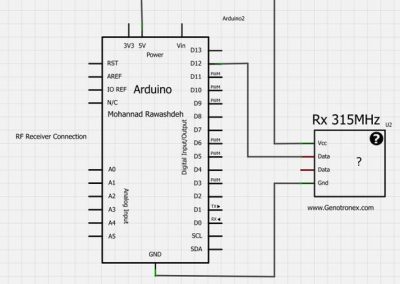 Arduino2
3V3 5V Vin
Power
RST
AREF
IO REF
N/C
Arduino
Mohannad Rawashdeh
RF Receiver Connection
A0
A1
A2
A3
A4
A5
Analog Input
Digital Input/Output
D13
D12
D11 PWM
D10 PWM
D9 PWM
D8
D7
D6 PWM
D5 PWM
D4
D3 PWM
D2
D1 TX
D0 RX
SCL
SDA
GND
Rx 315MHz
U2
?
Vcc
Data
?
Data
Gnd
www.Genotronex.com